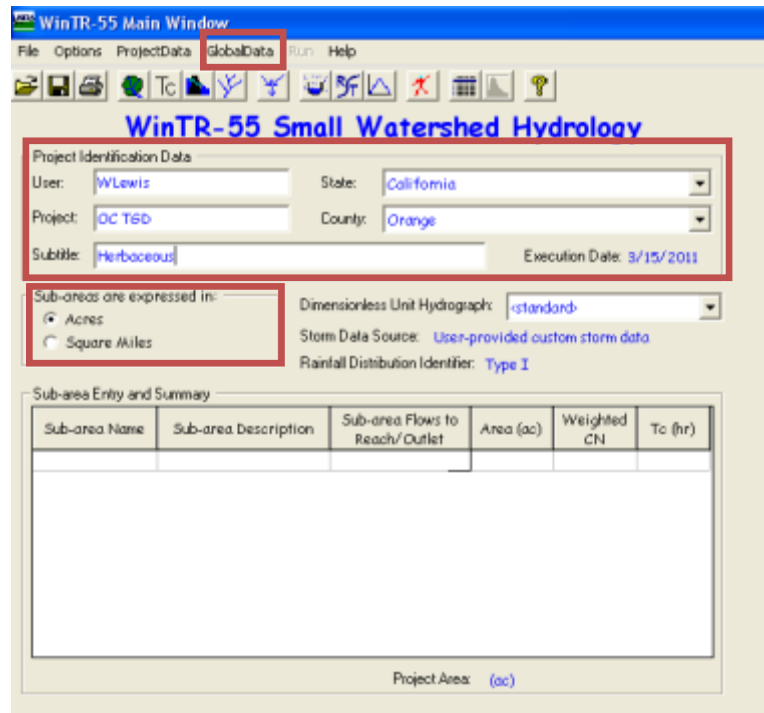 WinTR-55 Main Window
File Options ProjectData GlobalData Run Help
Tc
WinTR-55 Small Watershed Hydrology
Project Identification Data
User: WLewis State: California
Project: OC TGD County: Orange
Subtitle: Herbaceous Execution Date: 3/15/2011
Sub-areas are expressed in:
Acres
Square Miles
Dimensionless Unit Hydrograph: <standard>
Storm Data Source: User-provided custom storm data
Rainfall Distribution Identifier: Type I
Sub-area Entry and Summary
Sub-area Name Sub-area Description Sub-area Flows to Reach/Outlet Area (ac) Weighted CN Tc (hr)
Project Area: (ac)